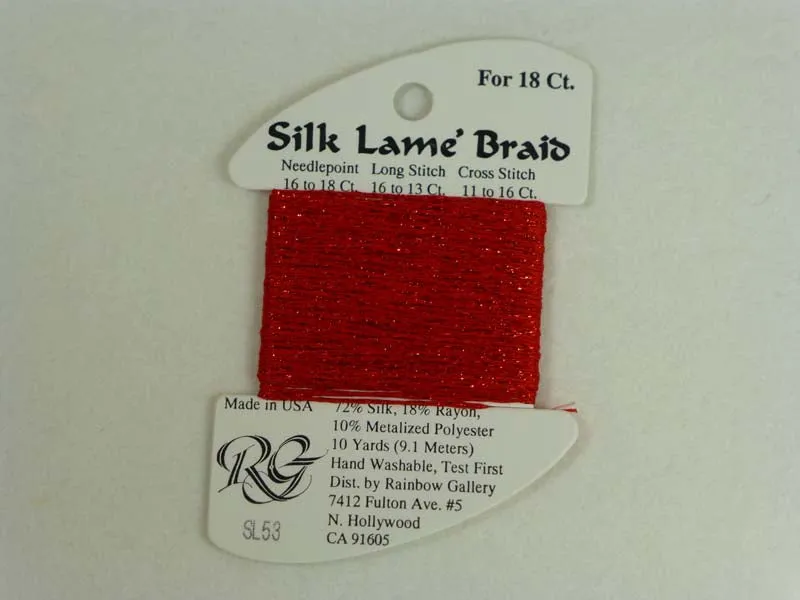 For 18 Ct.
Silk Lame' Braid
Needlepoint Long Stitch Cross Stitch
16 to 18 Ct. 16 to 13 Ct. 11 to 16 Ct.
Made in USA
72% Silk, 18% Rayon,
10% Metalized Polyester
10 Yards (9.1 Meters)
Hand Washable, Test First
Dist. by Rainbow Gallery
7412 Fulton Ave. #5
N. Hollywood
CA 91605
RG
SL53